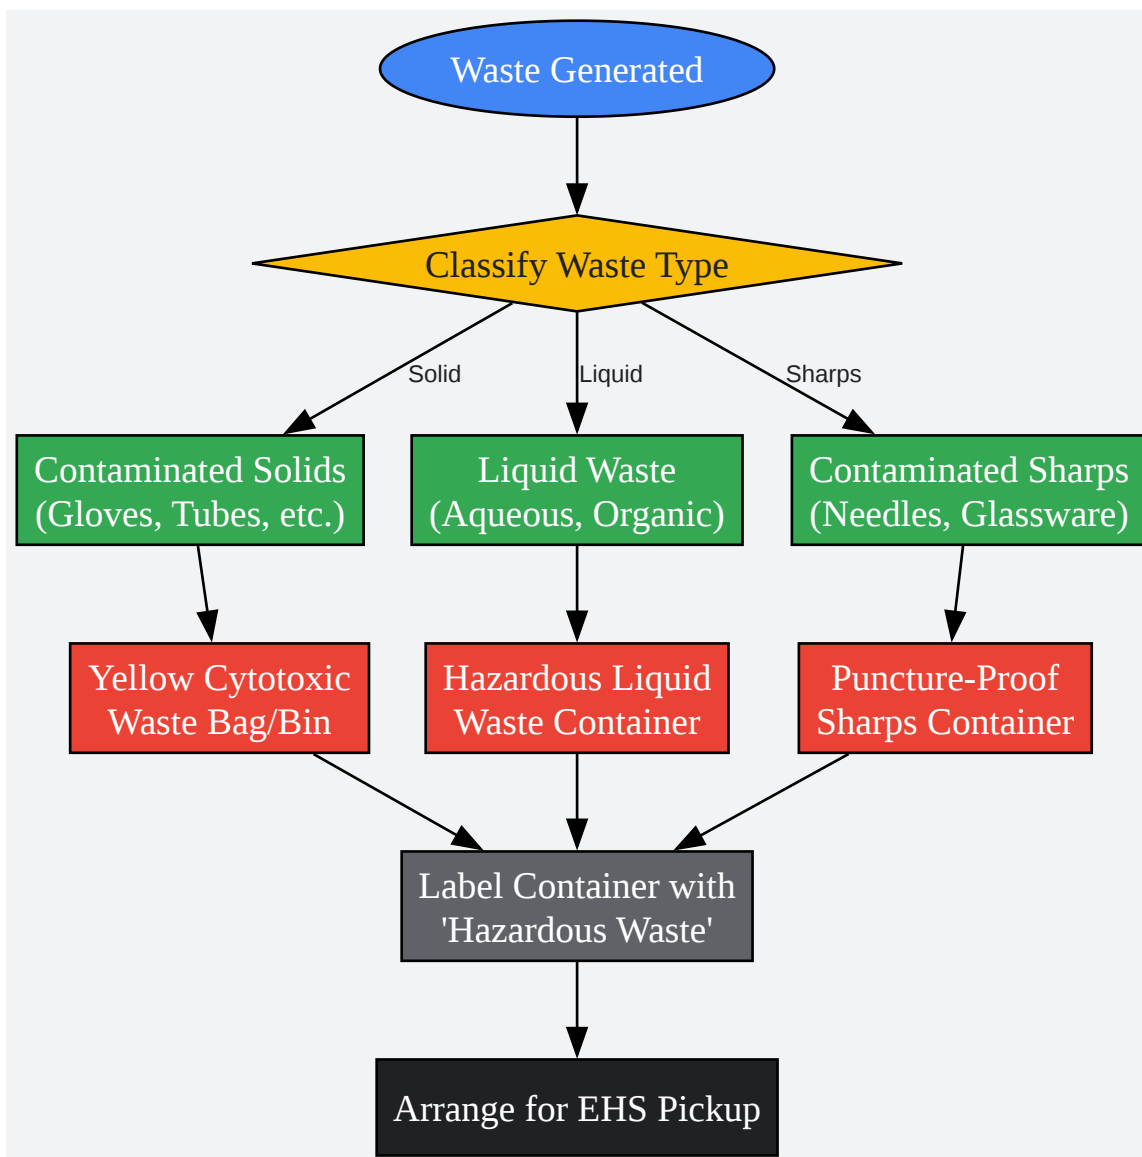 Waste Generated
Classify Waste Type
Solid
Liquid
Sharps
Contaminated Solids
(Gloves, Tubes, etc.)
Liquid Waste
(Aqueous, Organic)
Contaminated Sharps
(Needles, Glassware)
Yellow Cytotoxic
Waste Bag/Bin
Hazardous Liquid
Waste Container
Puncture-Proof
Sharps Container
Label Container with
'Hazardous Waste'
Arrange for EHS Pickup